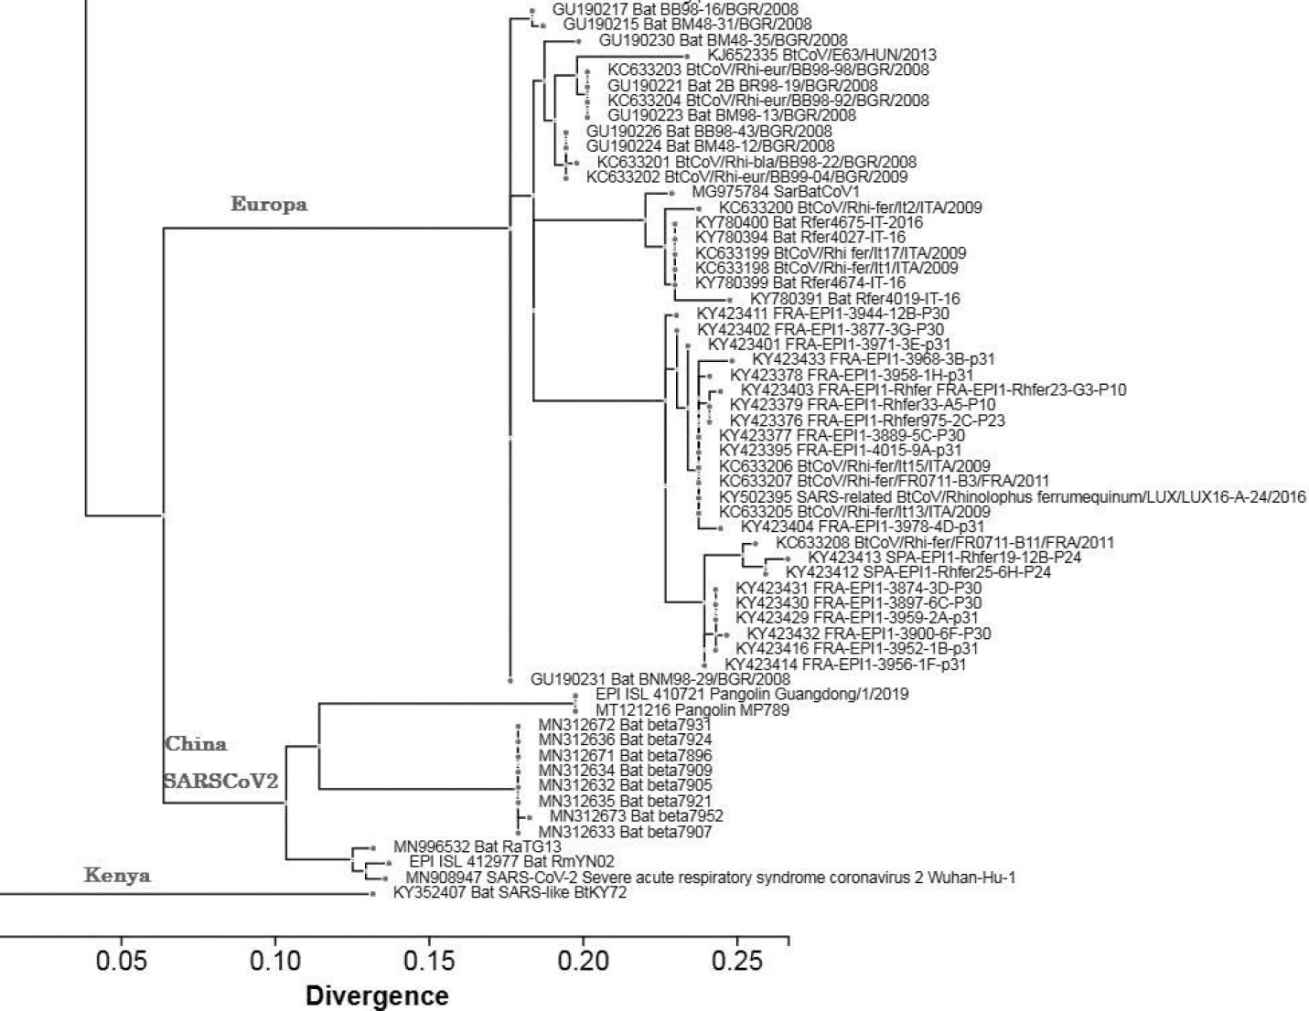 GU190217 Bat BB98-16/BGR/2008
GU190215 Bat BM48-31/BGR/2008
GU190230 Bat BM48-35/BGR/2008
KJ652335 BtCoV/E63/HUN/2013
KC633203 BtCoV/Rhi-eur/BB98-98/BGR/2008
GU190221 Bat 2B BR98-19/BGR/2008
KC633204 BtCoV/Rhi-eur/BB98-92/BGR/2008
GU190223 Bat BM98-13/BGR/2008
GU190226 Bat BB98-43/BGR/2008
GU190224 Bat BM48-12/BGR/2008
KC633201 BtCoV/Rhi-bla/BB98-22/BGR/2008
KC633202 BtCoV/Rhi-eur/BB99-04/BGR/2009
MG975784 SarBatCoV1
Europa
KC633200 BtCoV/Rhi-fer/It2/ITA/2009
KY780400 Bat Rfer4675-IT-2016
KY780394 Bat Rfer4027-IT-16
KC633199 BtCoV/Rhi fer/It17/ITA/2009
KC633198 BtCoV/Rhi-fer/It1/ITA/2009
KY780399 Bat Rfer4674-IT-16
KY780391 Bat Rfer4019-IT-16
KY423411 FRA-EPI1-3944-12B-P30
KY423402 FRA-EPI1-3877-3G-P30
KY423401 FRA-EPI1-3971-3E-p31
KY423433 FRA-EPI1-3968-3B-p31
KY423378 FRA-EPI1-3958-1H-p31
KY423403 FRA-EPI1-Rhfer FRA-EPI1-Rhfer23-G3-P10
KY423379 FRA-EPI1-Rhfer33-A5-P10
KY423376 FRA-EPI1-Rhfer975-2C-P23
KY423377 FRA-EPI1-3889-5C-P30
KY423395 FRA-EPI1-4015-9A-p31
KC633206 BtCoV/Rhi-fer/It15/ITA/2009
KC633207 BtCoV/Rhi-fer/FR0711-B3/FRA/2011
KY502395 SARS-related BtCoV/Rhinolophus ferrumequinum/LUX/LUX16-A-24/2016
KC633205 BtCoV/Rhi-fer/It13/ITA/2009
KY423404 FRA-EPI1-3978-4D-p31
KC633208 BtCoV/Rhi-fer/FR0711-B11/FRA/2011
KY423413 SPA-EPI1-Rhfer19-12B-P24
KY423412 SPA-EPI1-Rhfer25-6H-P24
KY423431 FRA-EPI1-3874-3D-P30
KY423430 FRA-EPI1-3897-6C-P30
KY423429 FRA-EPI1-3959-2A-p31
KY423432 FRA-EPI1-3900-6F-P30
KY423416 FRA-EPI1-3952-1B-p31
KY423414 FRA-EPI1-3956-1F-p31
GU190231 Bat BNM98-29/BGR/2008
EPI ISL 410721 Pangolin Guangdong/1/2019
MT121216 Pangolin MP789
MN312672 Bat beta7931
China
MN312636 Bat beta7924
MN312671 Bat beta7896
MN312634 Bat beta7909
SARSCoV2
MN312632 Bat beta7905
MN312635 Bat beta7921
MN312673 Bat beta7952
MN312633 Bat beta7907
MN996532 Bat RaTG13
EPI ISL 412977 Bat RmYN02
Kenya
MN908947 SARS-CoV-2 Severe acute respiratory syndrome coronavirus 2 Wuhan-Hu-1
KY352407 Bat SARS-like BtKY72
0.05 0.10 0.15 0.20 0.25
Divergence